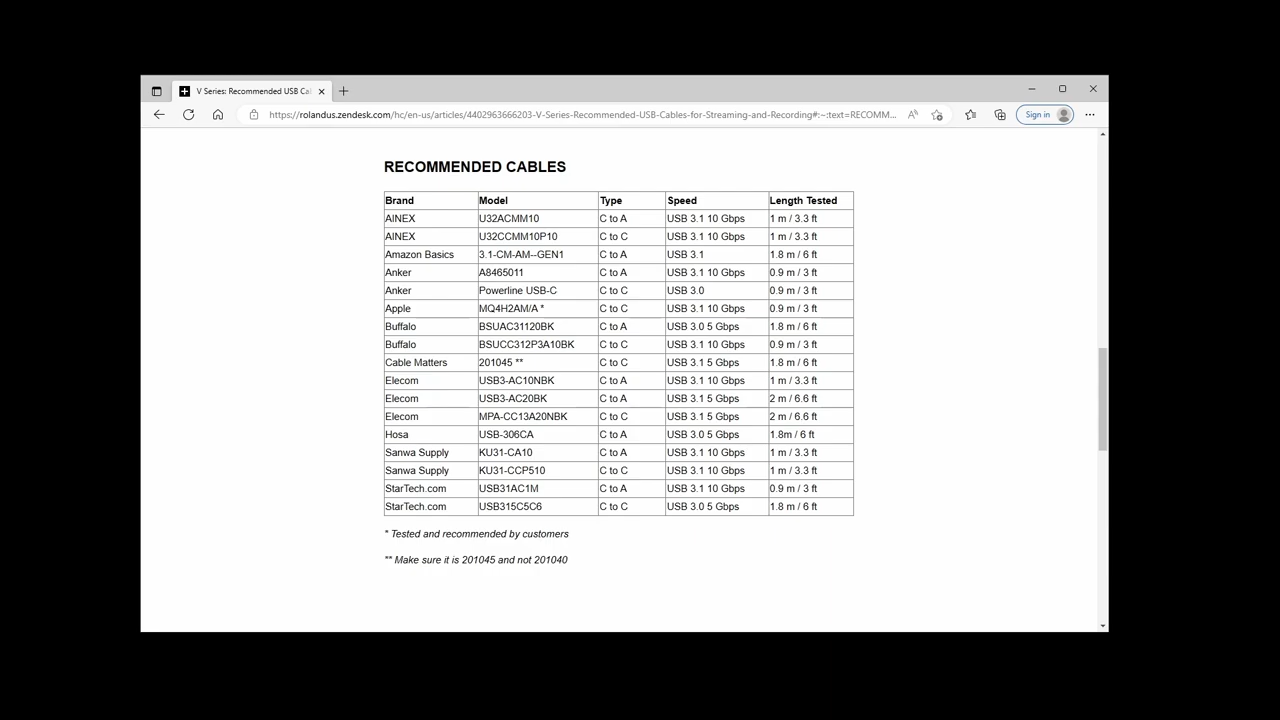 V Series: Recommended USB Ca
https://rolandus.zendesk.com/hc/en-us/articles/4402963666203-V-Series-Recommended-USB-Cables-for-Streaming-and-Recording#:~:text=RECOMM... Sign in
RECOMMENDED CABLES
Brand Model Type Speed Length Tested
AINEX U32ACMM10 C to A USB 3.1 10 Gbps 1 m / 3.3 ft
AINEX U32CCMM10P10 C to C USB 3.1 10 Gbps 1 m / 3.3 ft
Amazon Basics 3.1-CM-AM--GEN1 C to A USB 3.1 1.8 m / 6 ft
Anker A8465011 C to A USB 3.1 10 Gbps 0.9 m / 3 ft
Anker Powerline USB-C C to C USB 3.0 0.9 m / 3 ft
Apple MQ4H2AM/A * C to C USB 3.1 10 Gbps 0.9 m / 3 ft
Buffalo BSUAC31120BK C to A USB 3.0 5 Gbps 1.8 m / 6 ft
Buffalo BSUCC312P3A10BK C to C USB 3.1 10 Gbps 0.9 m / 3 ft
Cable Matters 201045 ** C to C USB 3.1 5 Gbps 1.8 m / 6 ft
Elecom USB3-AC10NBK C to A USB 3.1 10 Gbps 1 m / 3.3 ft
Elecom USB3-AC20BK C to A USB 3.1 5 Gbps 2 m / 6.6 ft
Elecom MPA-CC13A20NBK C to C USB 3.1 5 Gbps 2 m / 6.6 ft
Hosa USB-306CA C to A USB 3.0 5 Gbps 1.8m / 6 ft
Sanwa Supply KU31-CA10 C to A USB 3.1 10 Gbps 1 m / 3.3 ft
Sanwa Supply KU31-CCP510 C to C USB 3.1 10 Gbps 1 m / 3.3 ft
StarTech.com USB31AC1M C to A USB 3.1 10 Gbps 0.9 m / 3 ft
StarTech.com USB315C5C6 C to C USB 3.0 5 Gbps 1.8 m / 6 ft
* Tested and recommended by customers
** Make sure it is 201045 and not 201040